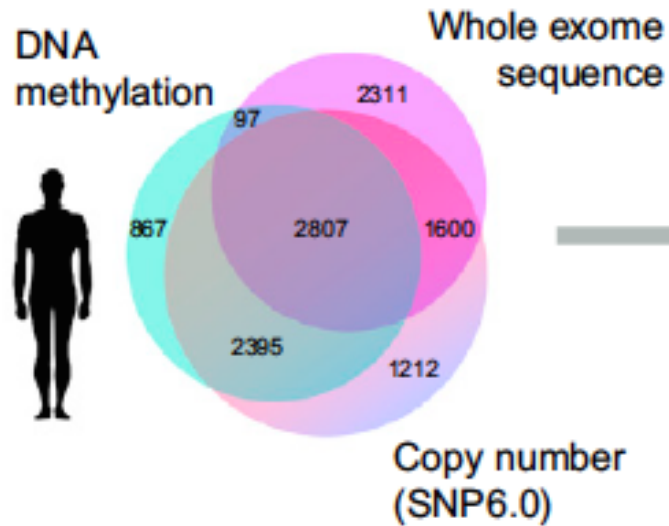 DNA
methylation
Whole exome
sequence
2311
97
867
2807
1600
2395
1212
Copy number
(SNP6.0)